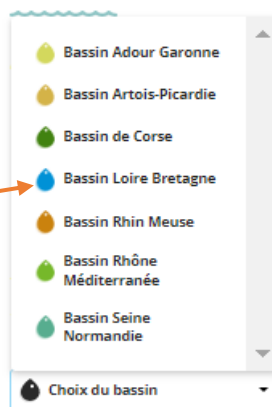 Bassin Adour Garonne
Bassin Artois-Picardie
Bassin de Corse
Bassin Loire Bretagne
Bassin Rhin Meuse
Bassin Rhône
Méditerranée
Bassin Seine
Normandie
Choix du bassin